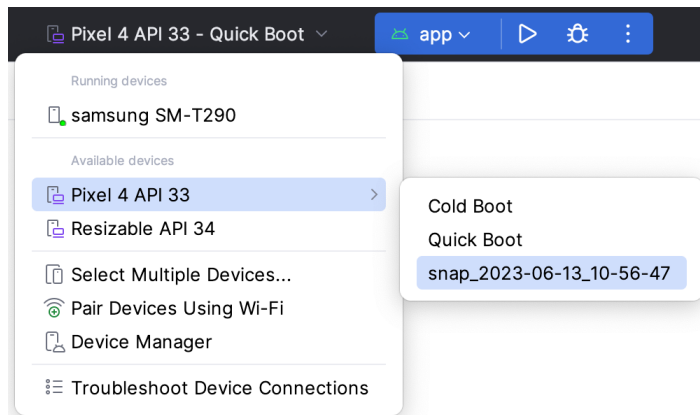 Pixel 4 API 33 - Quick Boot
app
Running devices
samsung SM-T290
Available devices
Pixel 4 API 33
Resizable API 34
Select Multiple Devices...
Pair Devices Using Wi-Fi
Device Manager
Troubleshoot Device Connections
Cold Boot
Quick Boot
snap_2023-06-13_10-56-47